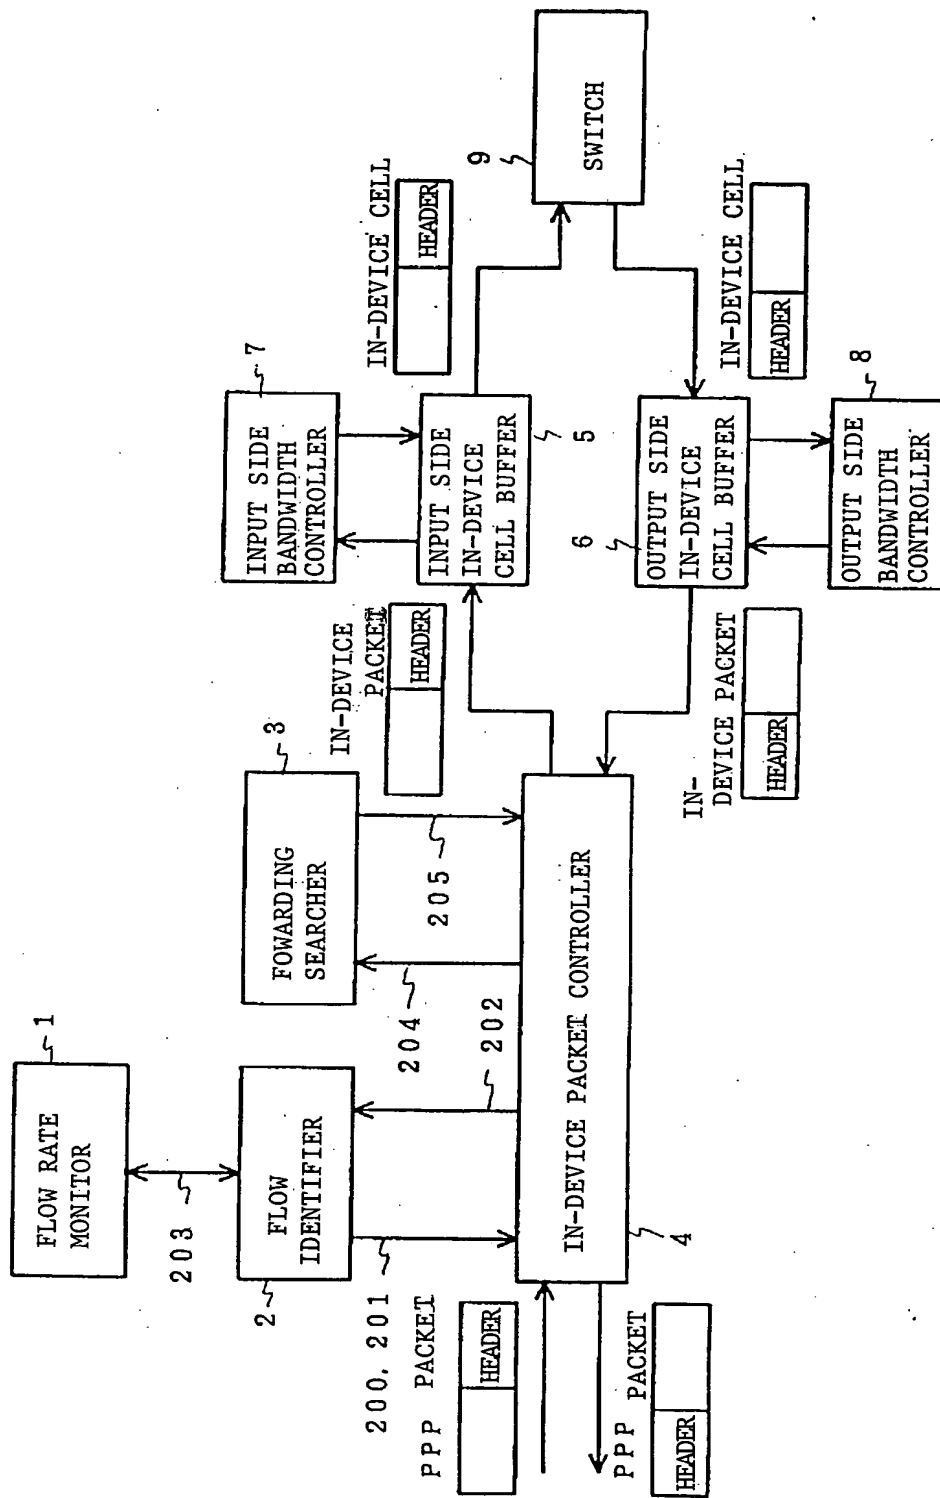 FLOW RATE
MONITOR
1
203
FLOW
IDENTIFIER
2
200, 201
202
FOWARDING
SEARCHER
3
204
205
PPP PACKET
HEADER
IN-DEVICE PACKET CONTROLLER
4
PPP PACKET
HEADER
IN-DEVICE
PACKET
HEADER
INPUT SIDE
BANDWIDTH
CONTROLLER
7
INPUT SIDE
IN-DEVICE
CELL BUFFER
5
IN-DEVICE CELL
HEADER
SWITCH
9
IN-DEVICE CELL
HEADER
OUTPUT SIDE
IN-DEVICE
CELL BUFFER
6
OUTPUT SIDE
BANDWIDTH
CONTROLLER
8
IN-
DEVICE PACKET
HEADER